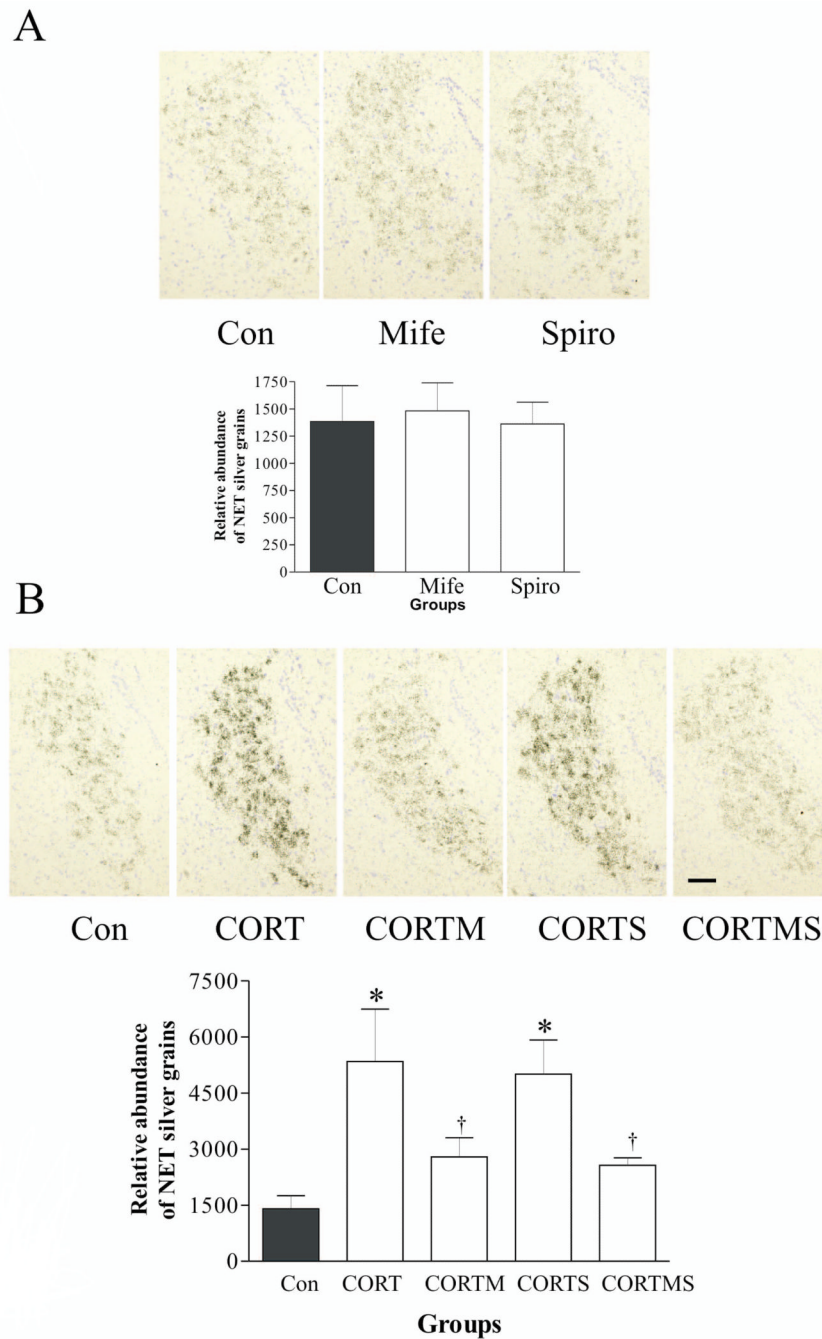 A
Con Mife Spiro
Relative abundance
of NET silver grains
1750
1500
1250
1000
750
500
250
0
Con Mife Spiro
Groups
B
Con CORT CORTM CORTS CORTMS
Relative abundance
of NET silver grains
7500
6000
4500
3000
1500
0
*
†
*
†
Con CORT CORTM CORTS CORTMS
Groups